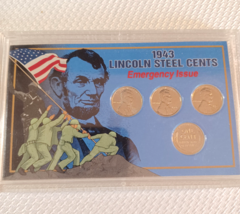 1943
LINCOLN STEEL CENTS
Emergency Issue